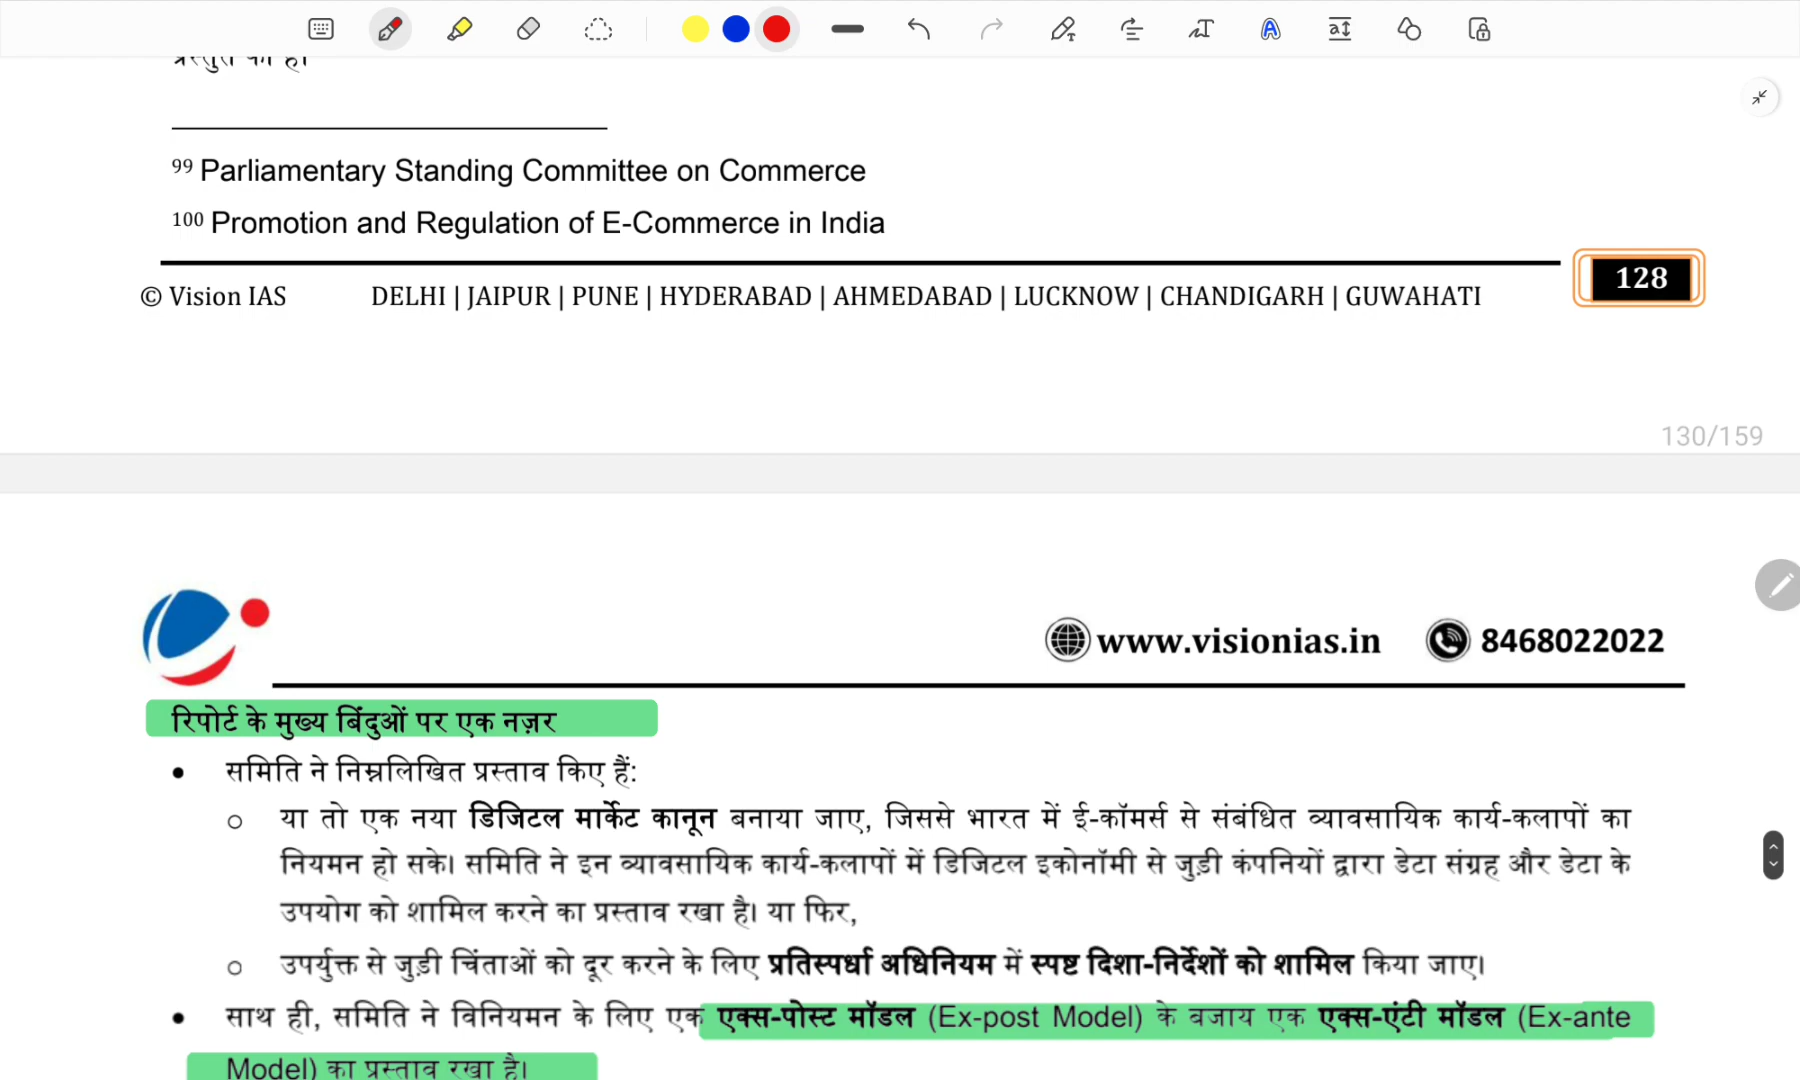 प्रस्तुत की है।
99 Parliamentary Standing Committee on Commerce
100 Promotion and Regulation of E-Commerce in India
© Vision IAS DELHI | JAIPUR | PUNE | HYDERABAD | AHMEDABAD | LUCKNOW | CHANDIGARH | GUWAHATI 128
130/159
www.visionias.in 8468022022
रिपोर्ट के मुख्य बिंदुओं पर एक नज़र
• समिति ने निम्नलिखित प्रस्ताव किए हैं:
o या तो एक नया डिजिटल मार्केट कानून बनाया जाए, जिससे भारत में ई-कॉमर्स से संबंधित व्यावसायिक कार्य-कलापों का
नियमन हो सके। समिति ने इन व्यावसायिक कार्य-कलापों में डिजिटल इकोनॉमी से जुड़ी कंपनियों द्वारा डेटा संग्रह और डेटा के
उपयोग को शामिल करने का प्रस्ताव रखा है। या फिर,
o उपर्युक्त से जुड़ी चिंताओं को दूर करने के लिए प्रतिस्पर्धा अधिनियम में स्पष्ट दिशा-निर्देशों को शामिल किया जाए।
• साथ ही, समिति ने विनियमन के लिए एक एक्स-पोस्ट मॉडल (Ex-post Model) के बजाय एक एक्स-एंटी मॉडल (Ex-ante
Model) का प्रस्ताव रखा है।